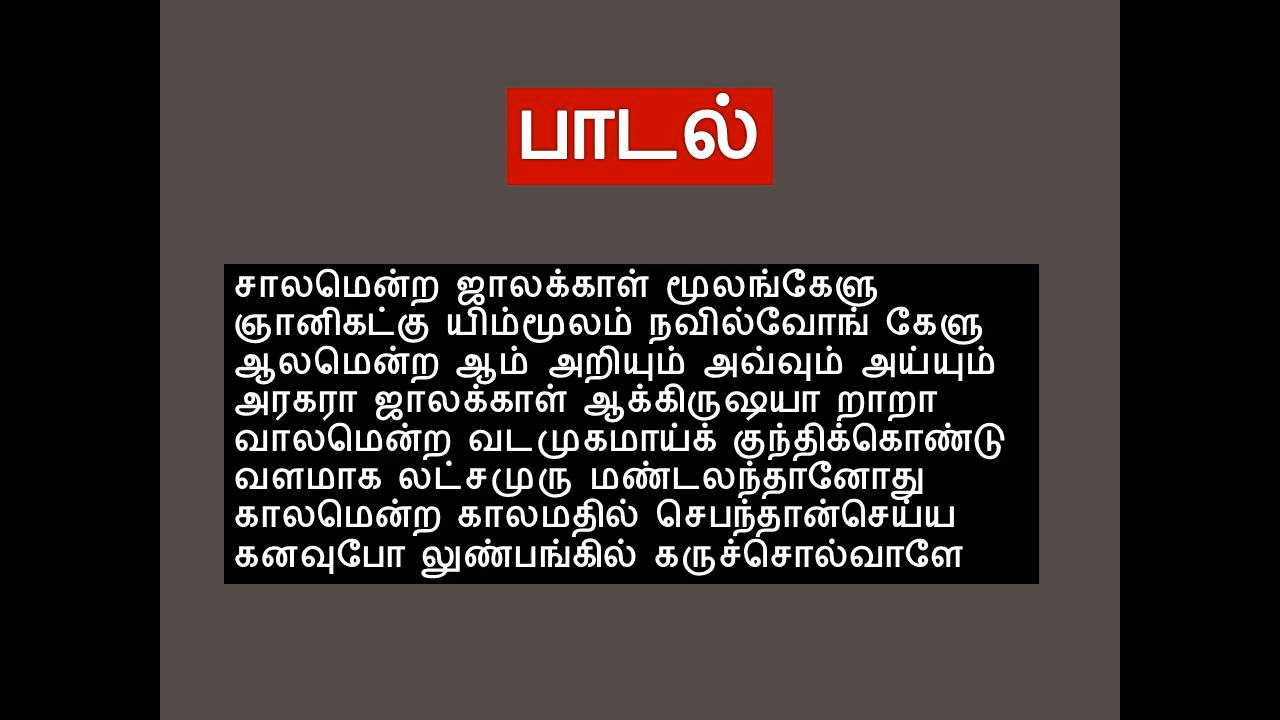 பாடல்
சாலமென்ற ஜாலக்காள் மூலங்கேளு
ஞானிகட்கு யிம்மூலம் நவில்வோங் கேளு
ஆலமென்ற ஆம் அறியும் அவ்வும் அய்யும்
அரகரா ஜாலக்காள் ஆக்கிருஷயா றாறா
வாலமென்ற வடமுகமாய்க் குந்திக்கொண்டு
வளமாக லட்சமுரு மண்டலந்தானோது
காலமென்ற காலமதில் செபந்தான்செய்ய
கனவுபோ லுண்பங்கில் கருச்சொல்வாளே